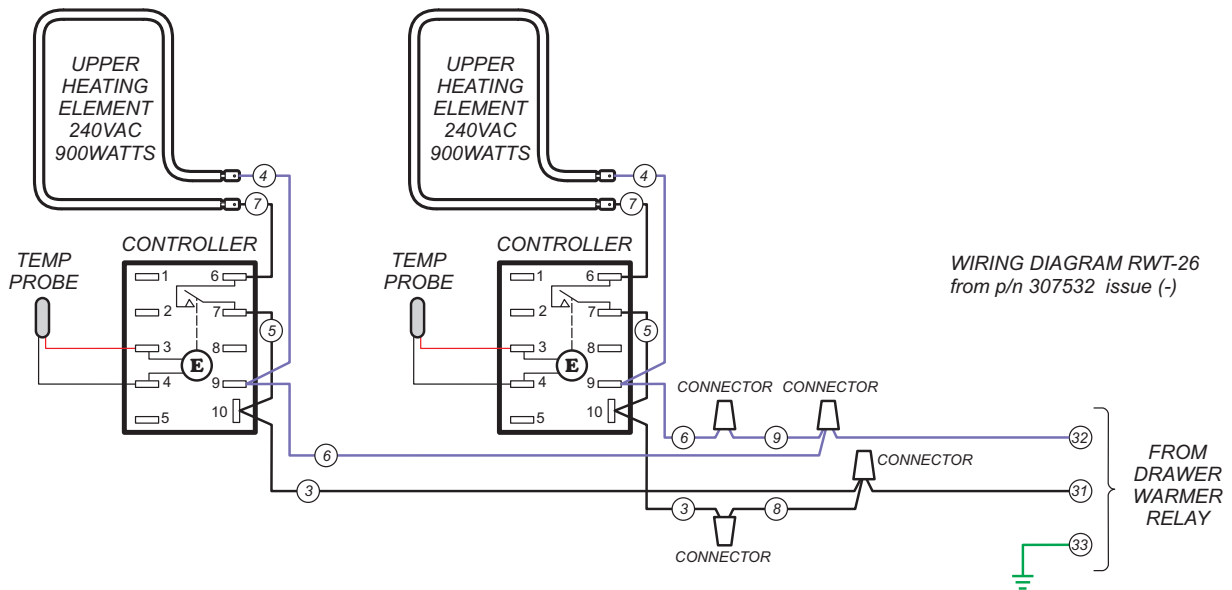 UPPER
HEATING
ELEMENT
240VAC
900WATTS
4
7
CONTROLLER
TEMP
PROBE
1
2
3
4
5
6
7
8
9
10
E
5
6
3
UPPER
HEATING
ELEMENT
240VAC
900WATTS
4
7
CONTROLLER
TEMP
PROBE
1
2
3
4
5
6
7
8
9
10
E
5
WIRING DIAGRAM RWT-26
from p/n 307532 issue (-)
CONNECTOR
CONNECTOR
6
9
32
CONNECTOR
31
3
8
CONNECTOR
33
FROM
DRAWER
WARMER
RELAY